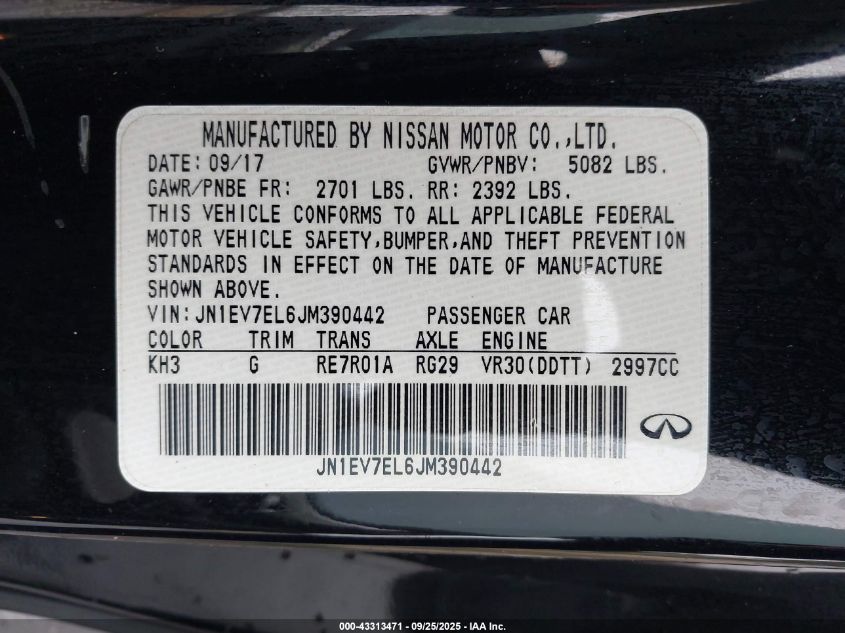 MANUFACTURED BY NISSAN MOTOR CO.,LTD.
DATE: 09/17 GVWR/PNBV: 5082 LBS.
GAWR/PNBE FR: 2701 LBS. RR: 2392 LBS.
THIS VEHICLE CONFORMS TO ALL APPLICABLE FEDERAL
MOTOR VEHICLE SAFETY,BUMPER,AND THEFT PREVENTION
STANDARDS IN EFFECT ON THE DATE OF MANUFACTURE
SHOWN ABOVE.
VIN: JN1EV7EL6JM390442 PASSENGER CAR
COLOR TRIM TRANS AXLE ENGINE
KH3 G RE7R01A RG29 VR30(DDTT) 2997CC
JN1EV7EL6JM390442
000-43313471 - 09/25/2025 - IAA Inc.